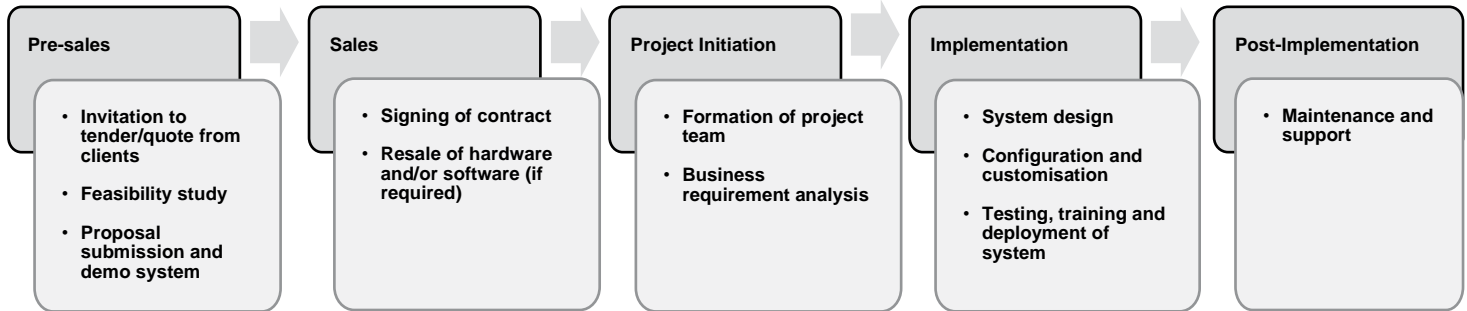 Pre-sales
• Invitation to
tender/quote from
clients
• Feasibility study
• Proposal
submission and
demo system
Sales
• Signing of contract
• Resale of hardware
and/or software (if
required)
Project Initiation
• Formation of project
team
• Business
requirement analysis
Implementation
• System design
• Configuration and
customisation
• Testing, training and
deployment of
system
Post-Implementation
• Maintenance and
support